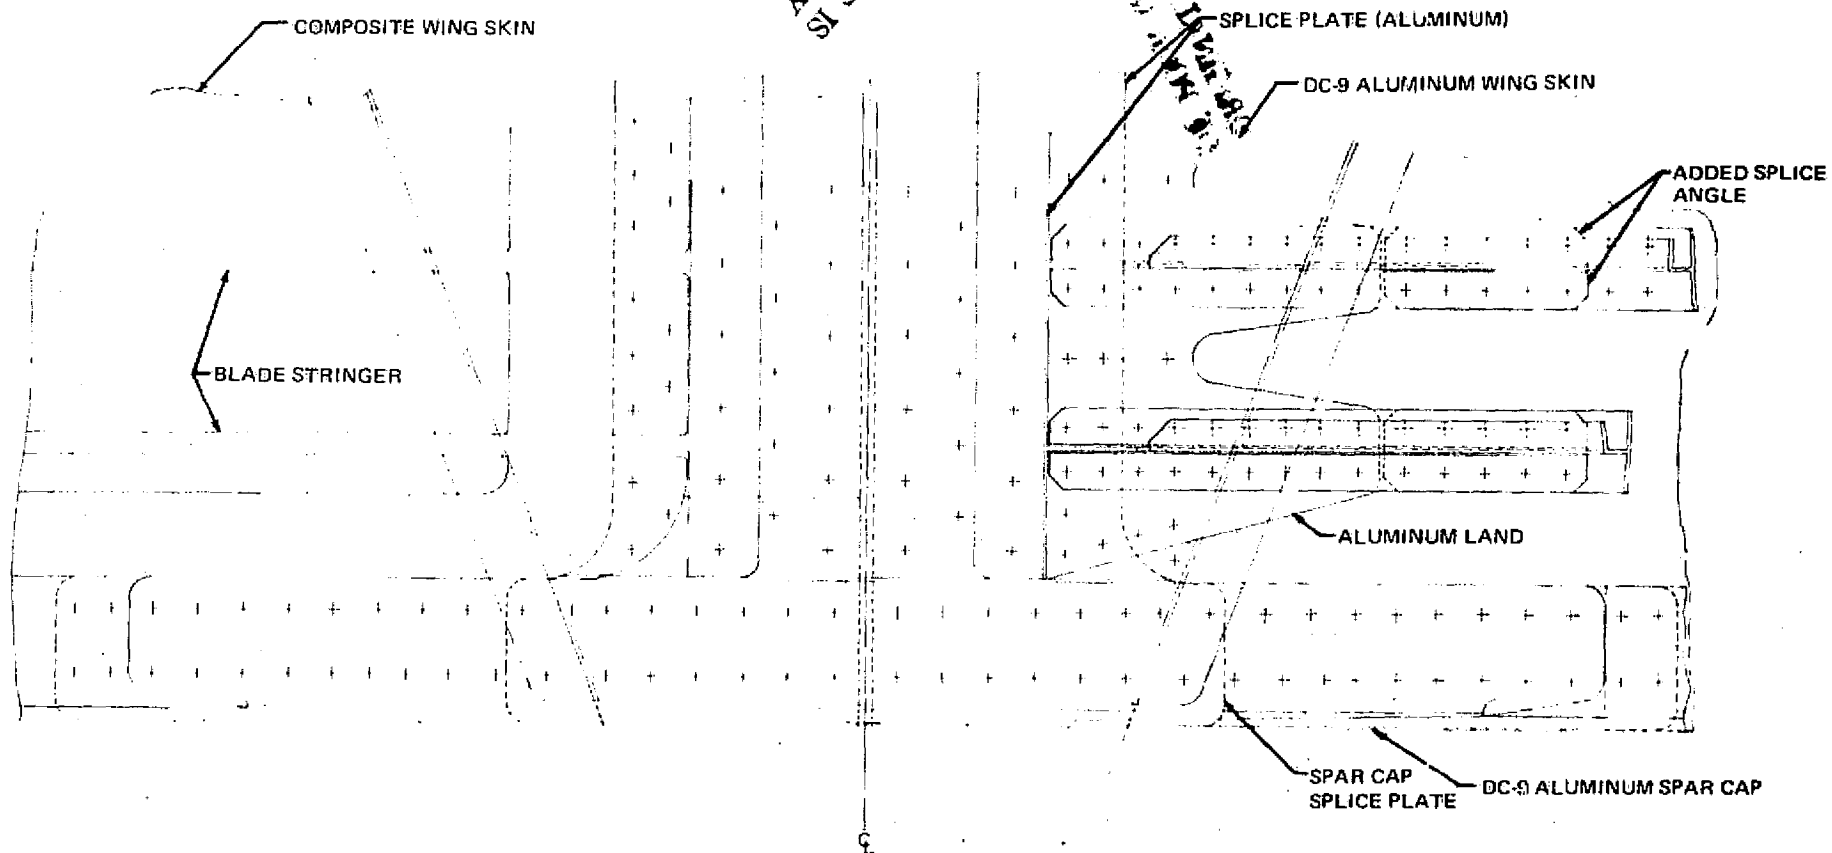 COMPOSITE WING SKIN
IS
SPLICE PLATE (ALUMINUM)
DC-9 ALUMINUM WING SKIN
ADDED SPLICE
ANGLE
BLADE STRINGER
ALUMINUM LAND
SPAR CAP
SPLICE PLATE
DC-9 ALUMINUM SPAR CAP
℄